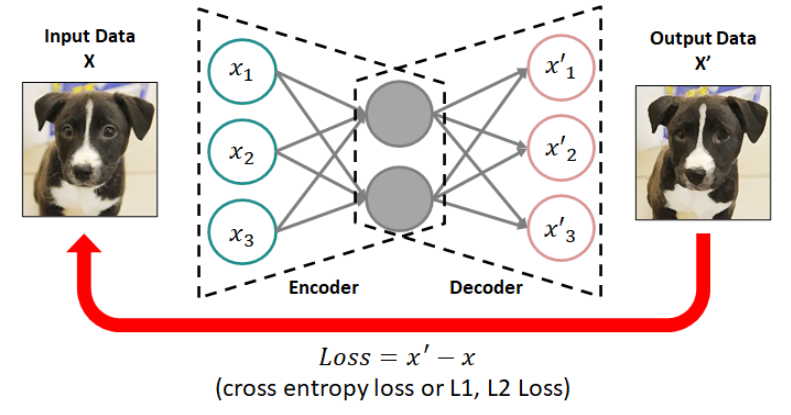 Input Data
X
x₁
x₂
x₃
x′₁
x′₂
x′₃
Output Data
X’
Encoder
Decoder
Loss = x′ − x
(cross entropy loss or L1, L2 Loss)